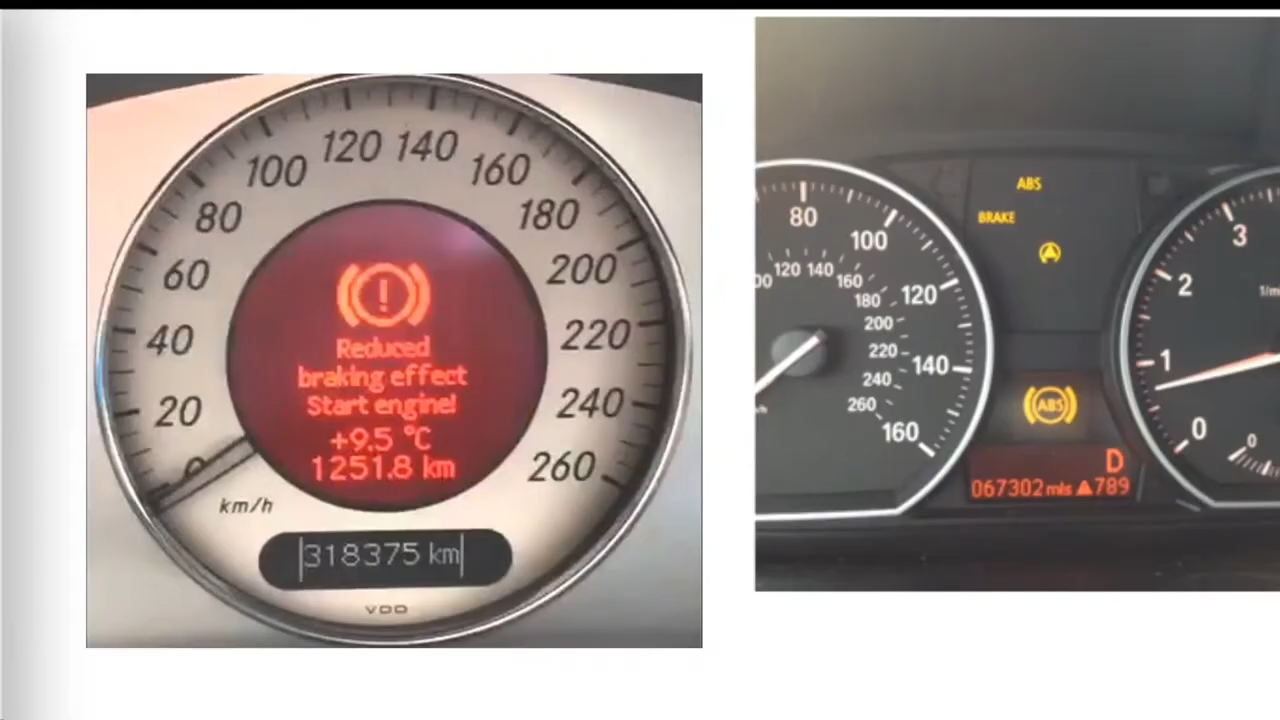 120 140
100 160
80 180
60 200
40 220
20 240
0 260
Reduced
braking effect
Start engine!
+9.5 °C
1251.8 km
km/h
318375 km
VDO
ABS
BRAKE
80
100
120
140
160
120 140
160
180
200
220
240
260
ABS
D
067302 mls ▲789
3
2
1
0
0